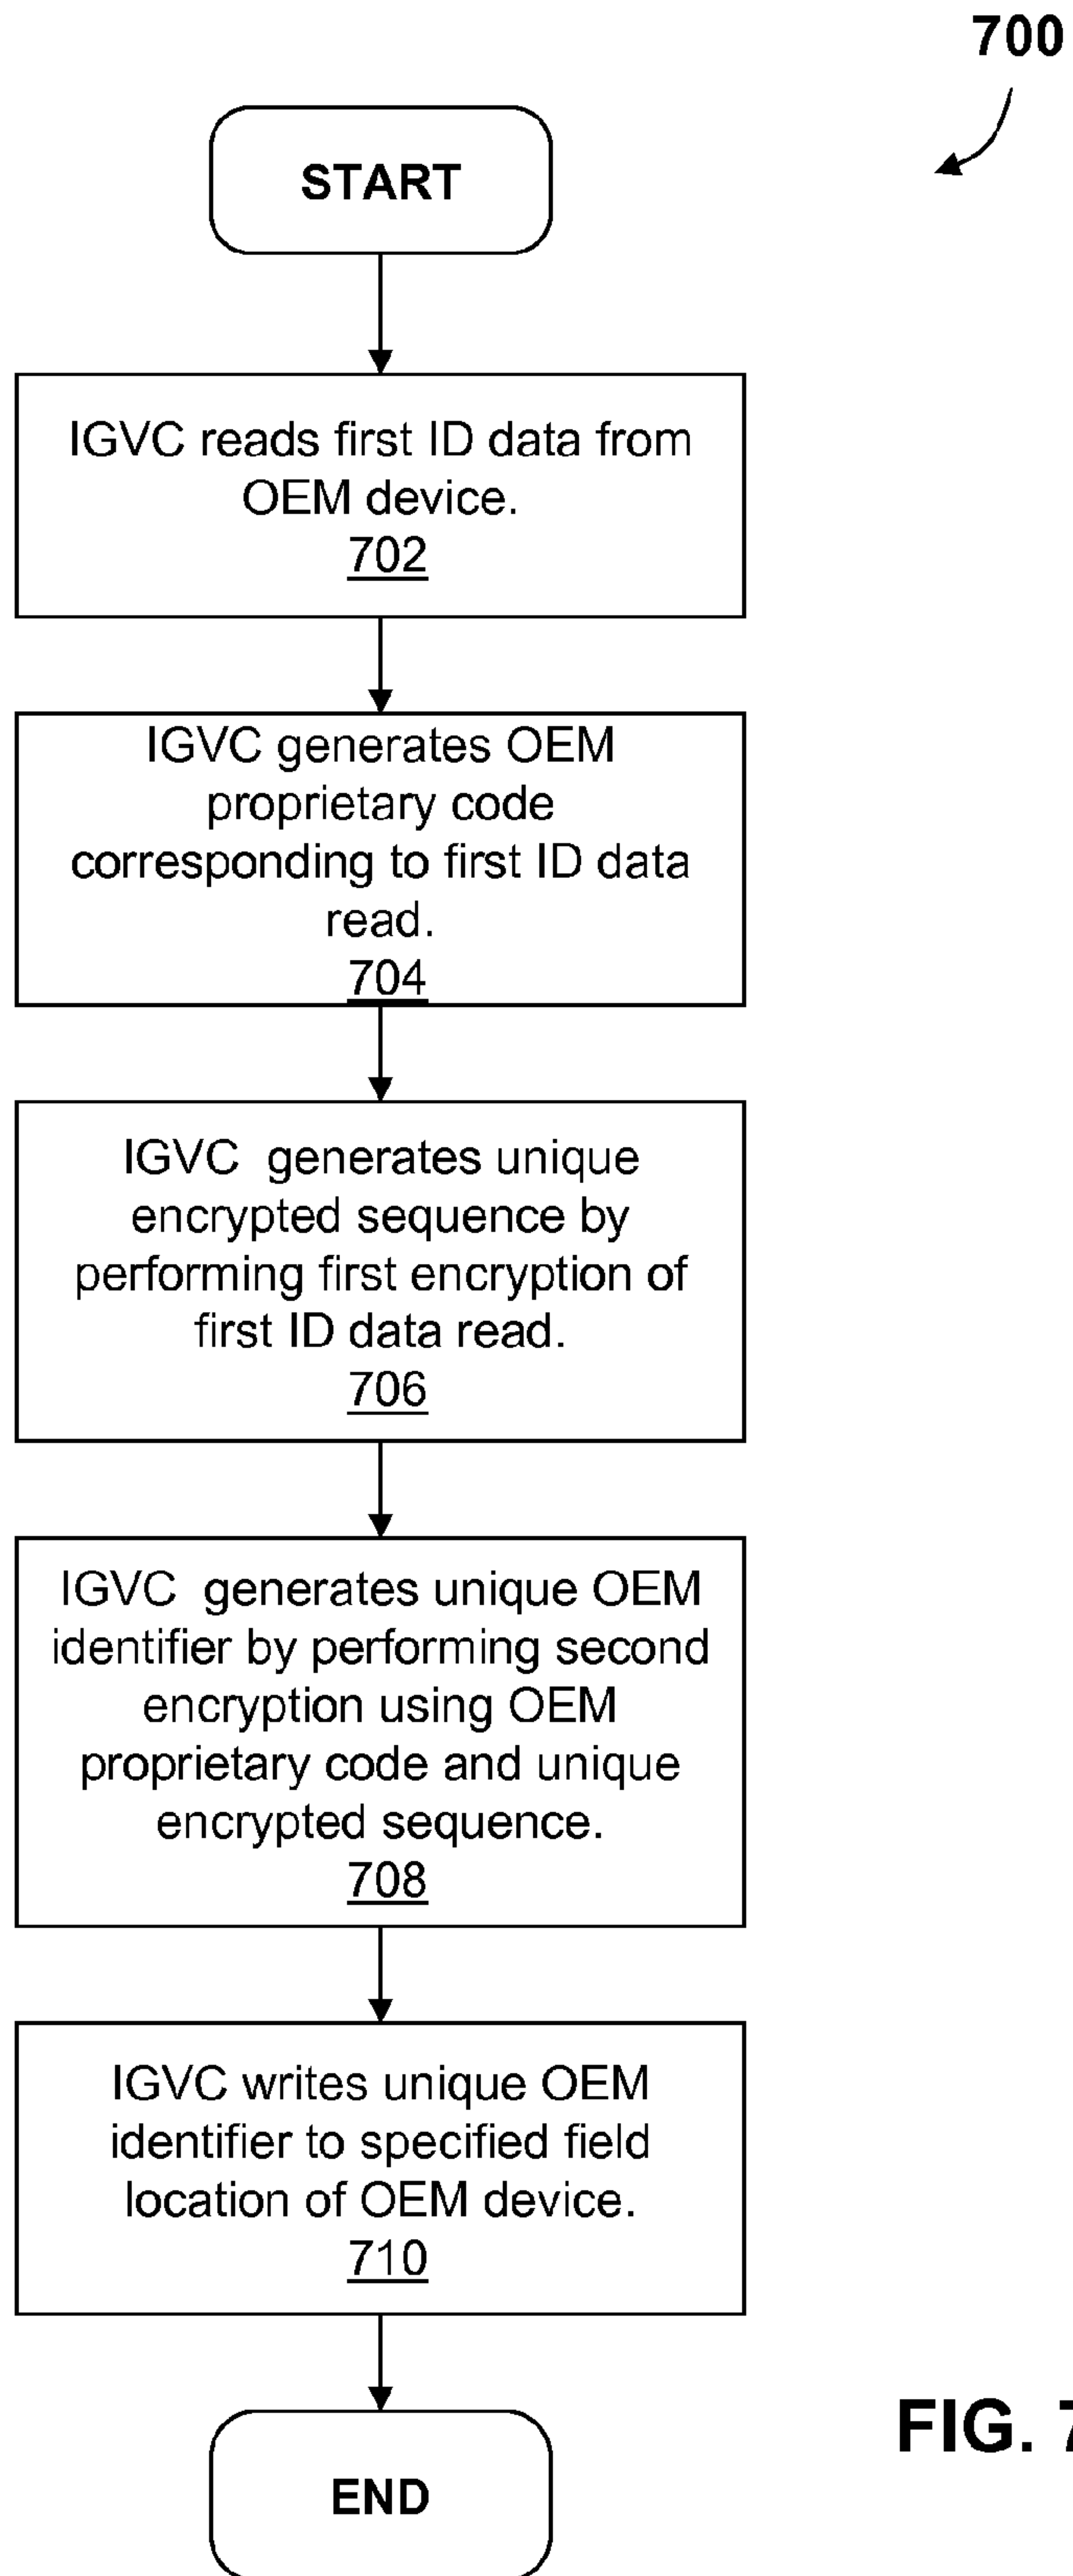 700
START
IGVC reads first ID data from
OEM device.
702
IGVC generates OEM
proprietary code
corresponding to first ID data
read.
704
IGVC generates unique
encrypted sequence by
performing first encryption of
first ID data read.
706
IGVC generates unique OEM
identifier by performing second
encryption using OEM
proprietary code and unique
encrypted sequence.
708
IGVC writes unique OEM
identifier to specified field
location of OEM device.
710
FIG. 7
END